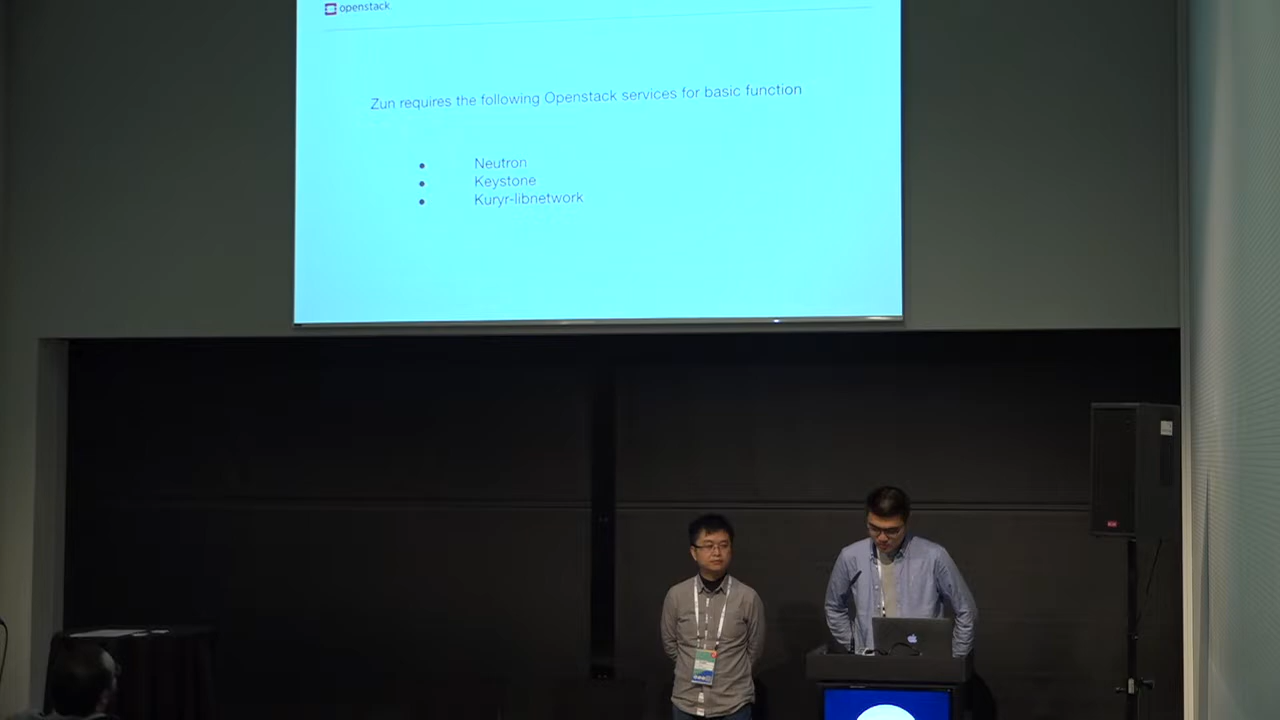 openstack.
Zun requires the following Openstack services for basic function
Neutron
Keystone
Kuryr-libnetwork